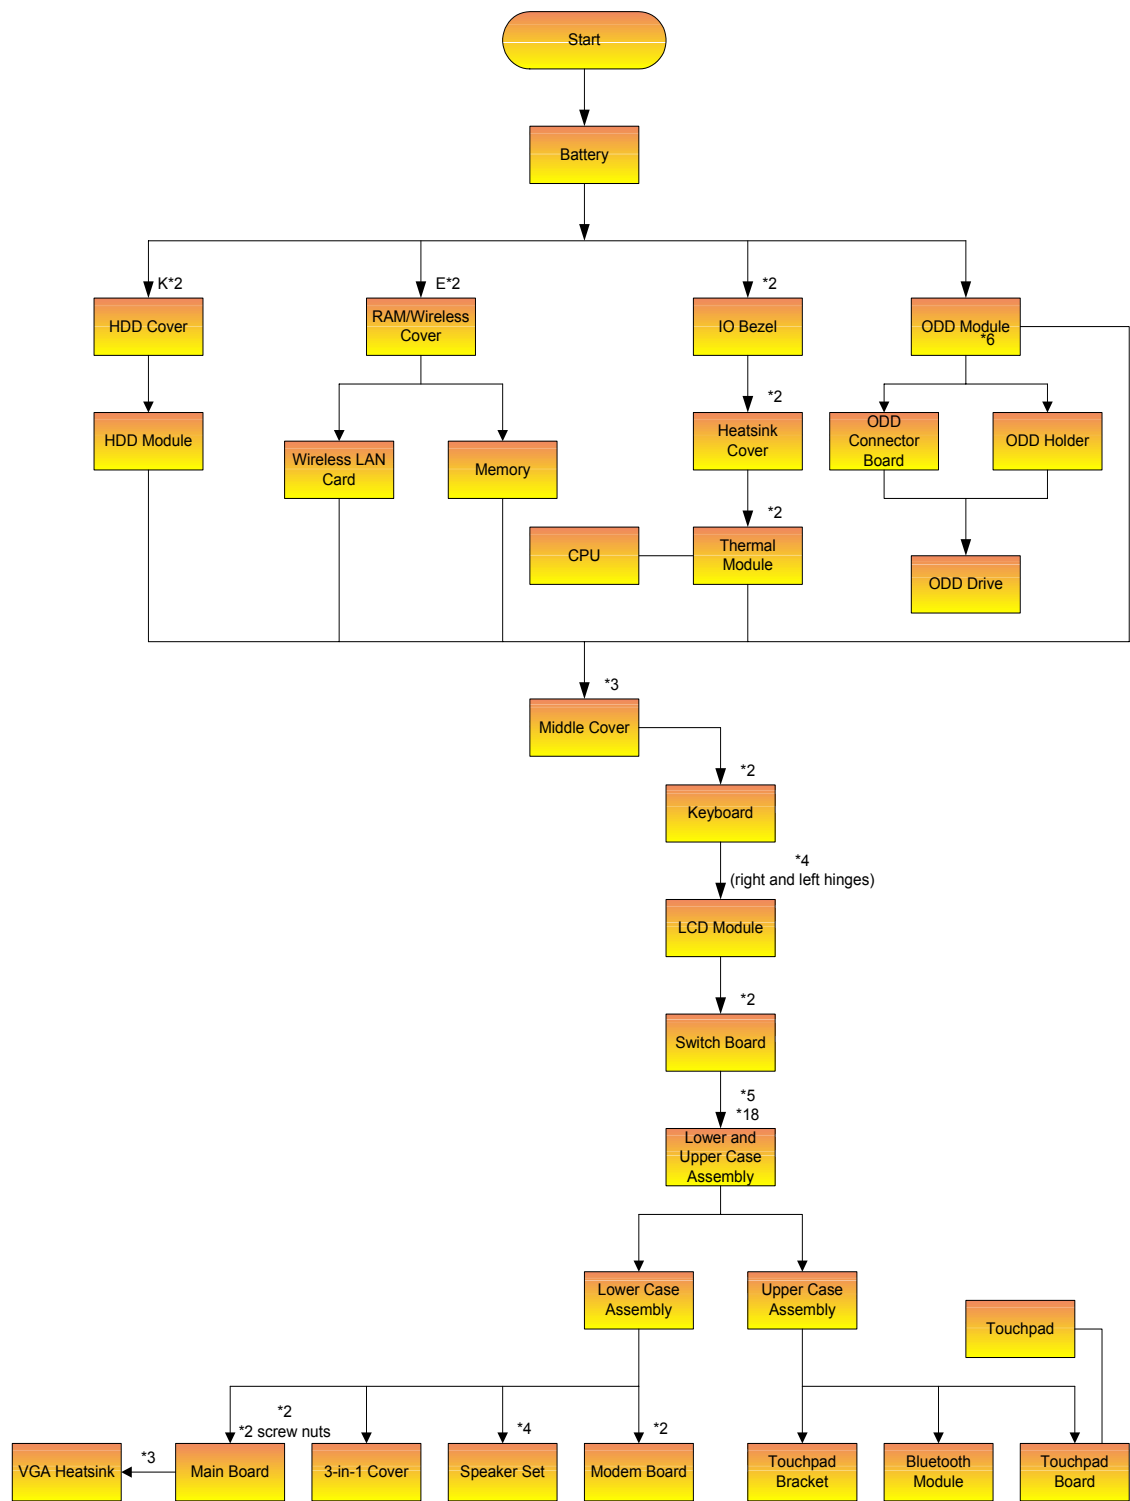 Start
Battery
K*2
E*2
*2
HDD Cover
RAM/Wireless
Cover
IO Bezel
ODD Module
*6
*2
HDD Module
Wireless LAN
Card
Memory
Heatsink
Cover
ODD
Connector
Board
ODD Holder
*2
CPU
Thermal
Module
ODD Drive
*3
Middle Cover
*2
Keyboard
*4
(right and left hinges)
LCD Module
*2
Switch Board
*5
*18
Lower and
Upper Case
Assembly
Lower Case
Assembly
Upper Case
Assembly
Touchpad
*2
*2 screw nuts
*4
*2
*3
VGA Heatsink
Main Board
3-in-1 Cover
Speaker Set
Modem Board
Touchpad
Bracket
Bluetooth
Module
Touchpad
Board